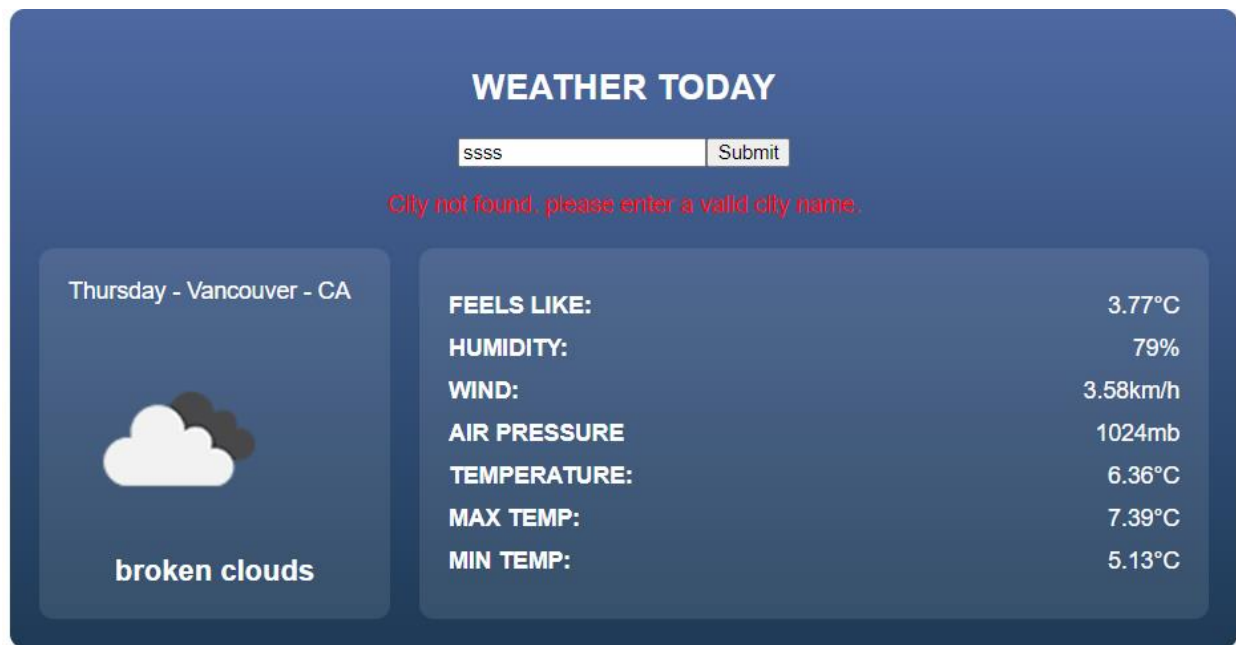 WEATHER TODAY
ssss Submit
City not found, please enter a valid city name.
Thursday - Vancouver - CA
broken clouds
FEELS LIKE: 3.77°C
HUMIDITY: 79%
WIND: 3.58km/h
AIR PRESSURE 1024mb
TEMPERATURE: 6.36°C
MAX TEMP: 7.39°C
MIN TEMP: 5.13°C